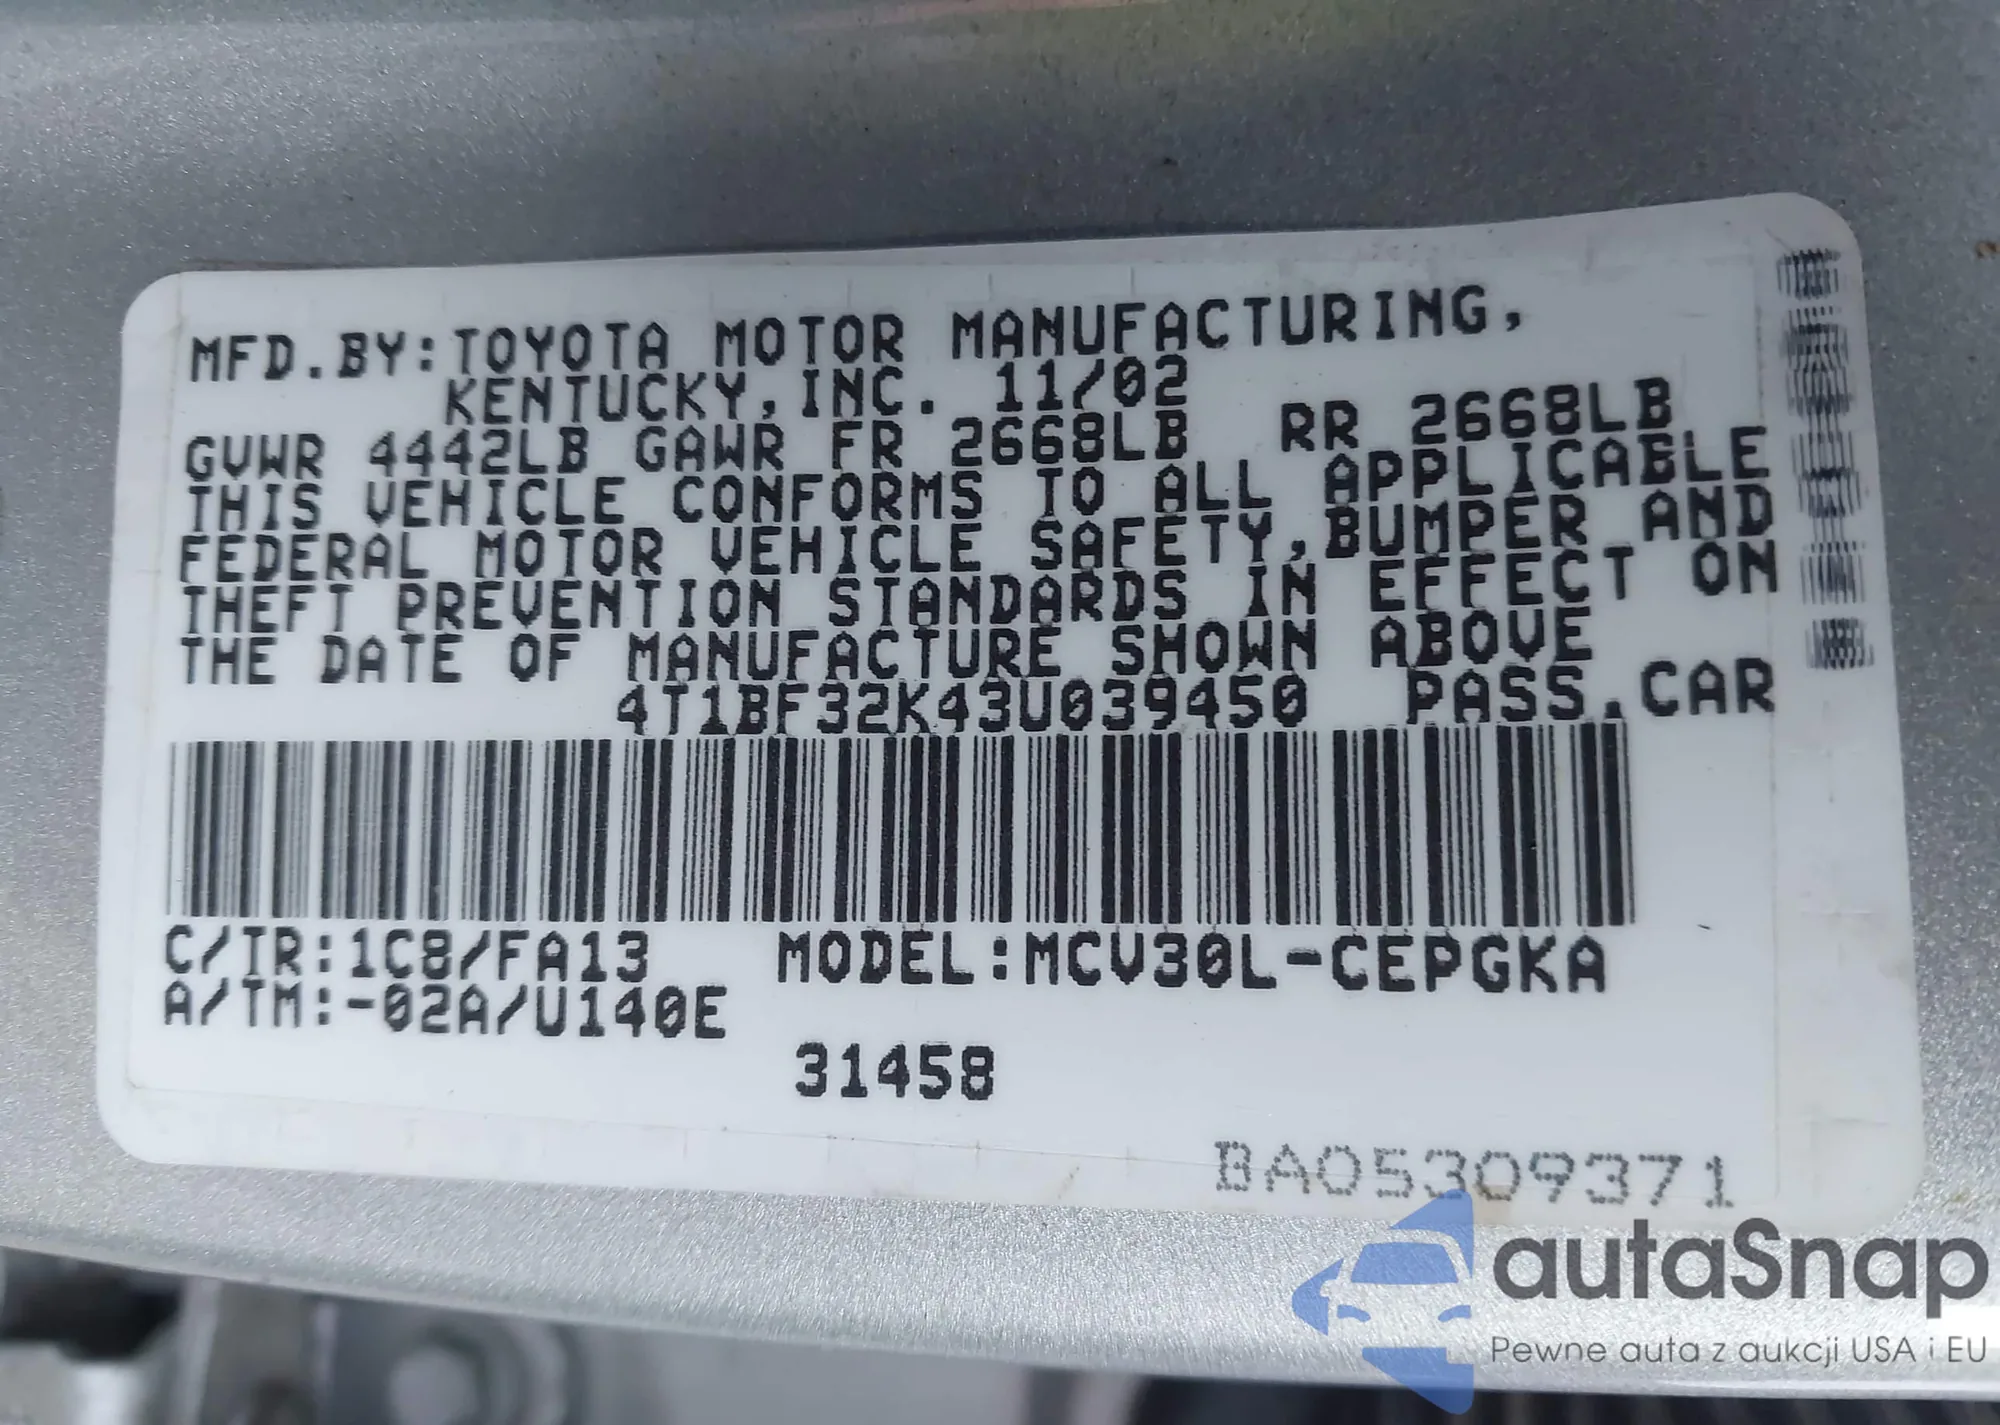 MFD.BY:TOYOTA MOTOR MANUFACTURING,
KENTUCKY,INC. 11/02
GVWR 4442LB GAWR FR 2668LB RR 2668LB
THIS VEHICLE CONFORMS TO ALL APPLICABLE
FEDERAL MOTOR VEHICLE SAFETY,BUMPER AND
THEFT PREVENTION STANDARDS IN EFFECT ON
THE DATE OF MANUFACTURE SHOWN ABOVE
4T1BF32K43U039450 PASS.CAR
C/TR:1C8/FA13 MODEL:MCV30L-CEPGKA
A/TM:-02A/U140E
31458
BA05309371
autaSnap
Pewne auta z aukcji USA i EU